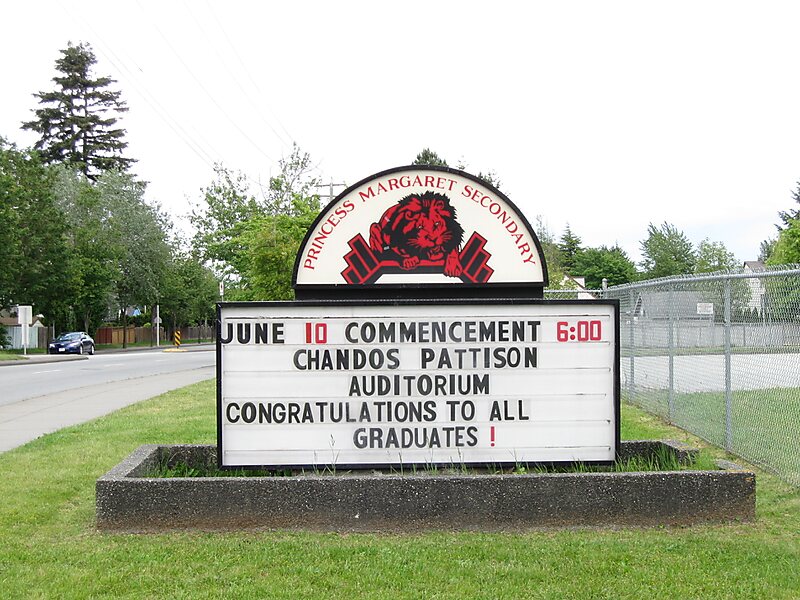 PRINCESS MARGARET SECONDARY
JUNE 10 COMMENCEMENT 6:00
CHANDOS PATTISON
AUDITORIUM
CONGRATULATIONS TO ALL
GRADUATES !